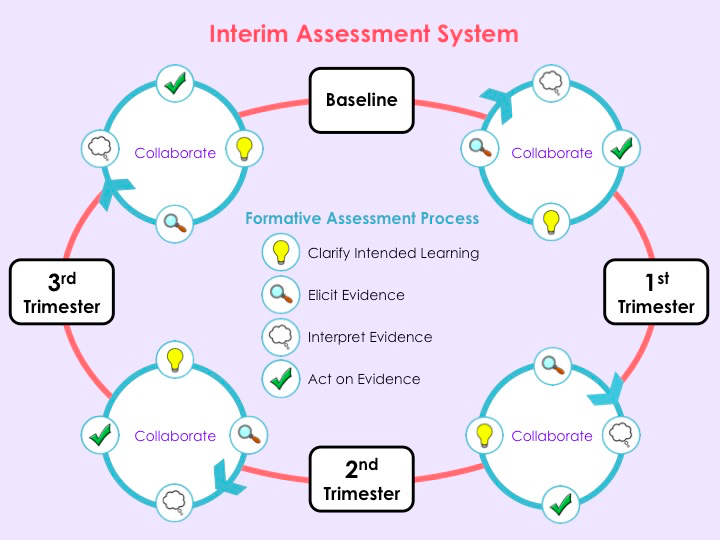 Interim Assessment System
Baseline
Collaborate
Collaborate
Formative Assessment Process
Clarify Intended Learning
Elicit Evidence
Interpret Evidence
Act on Evidence
3rd
Trimester
1st
Trimester
Collaborate
Collaborate
2nd
Trimester